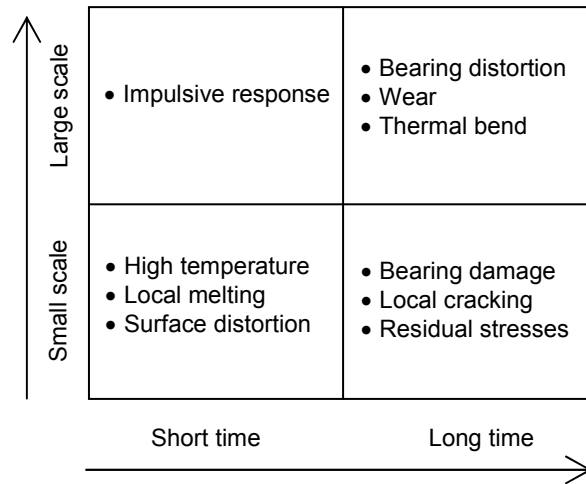 Large scale
• Impulsive response
• Bearing distortion
• Wear
• Thermal bend
Small scale
• High temperature
• Local melting
• Surface distortion
• Bearing damage
• Local cracking
• Residual stresses
Short time
Long time